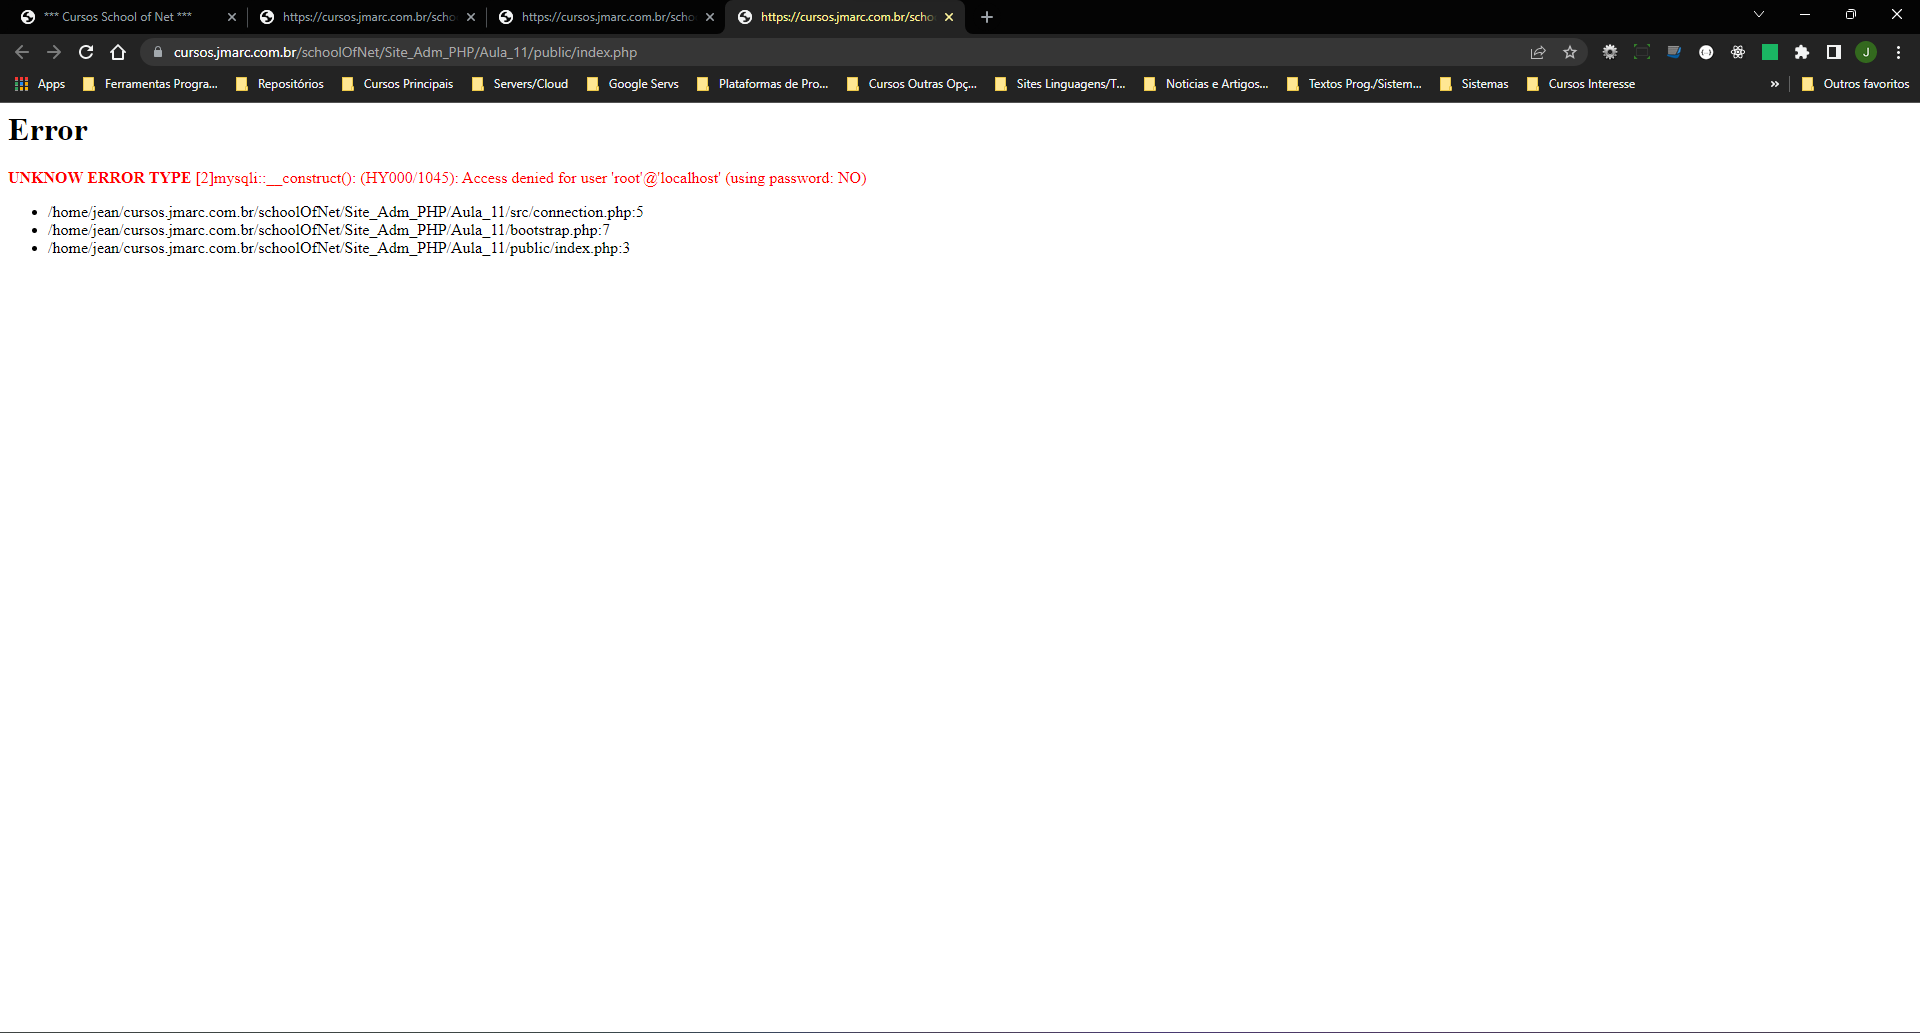 *** Cursos School of Net ***
https://cursos.jmarc.com.br/scho
https://cursos.jmarc.com.br/scho
https://cursos.jmarc.com.br/scho
cursos.jmarc.com.br/schoolOfNet/Site_Adm_PHP/Aula_11/public/index.php
J
Apps
Ferramentas Progra...
Repositórios
Cursos Principais
Servers/Cloud
Google Servs
Plataformas de Pro...
Cursos Outras Opç...
Sites Linguagens/T...
Noticias e Artigos...
Textos Prog./Sistem...
Sistemas
Cursos Interesse
»
Outros favoritos
Error
UNKNOW ERROR TYPE [2]mysqli::__construct(): (HY000/1045): Access denied for user 'root'@'localhost' (using password: NO)
• /home/jean/cursos.jmarc.com.br/schoolOfNet/Site_Adm_PHP/Aula_11/src/connection.php:5
• /home/jean/cursos.jmarc.com.br/schoolOfNet/Site_Adm_PHP/Aula_11/bootstrap.php:7
• /home/jean/cursos.jmarc.com.br/schoolOfNet/Site_Adm_PHP/Aula_11/public/index.php:3